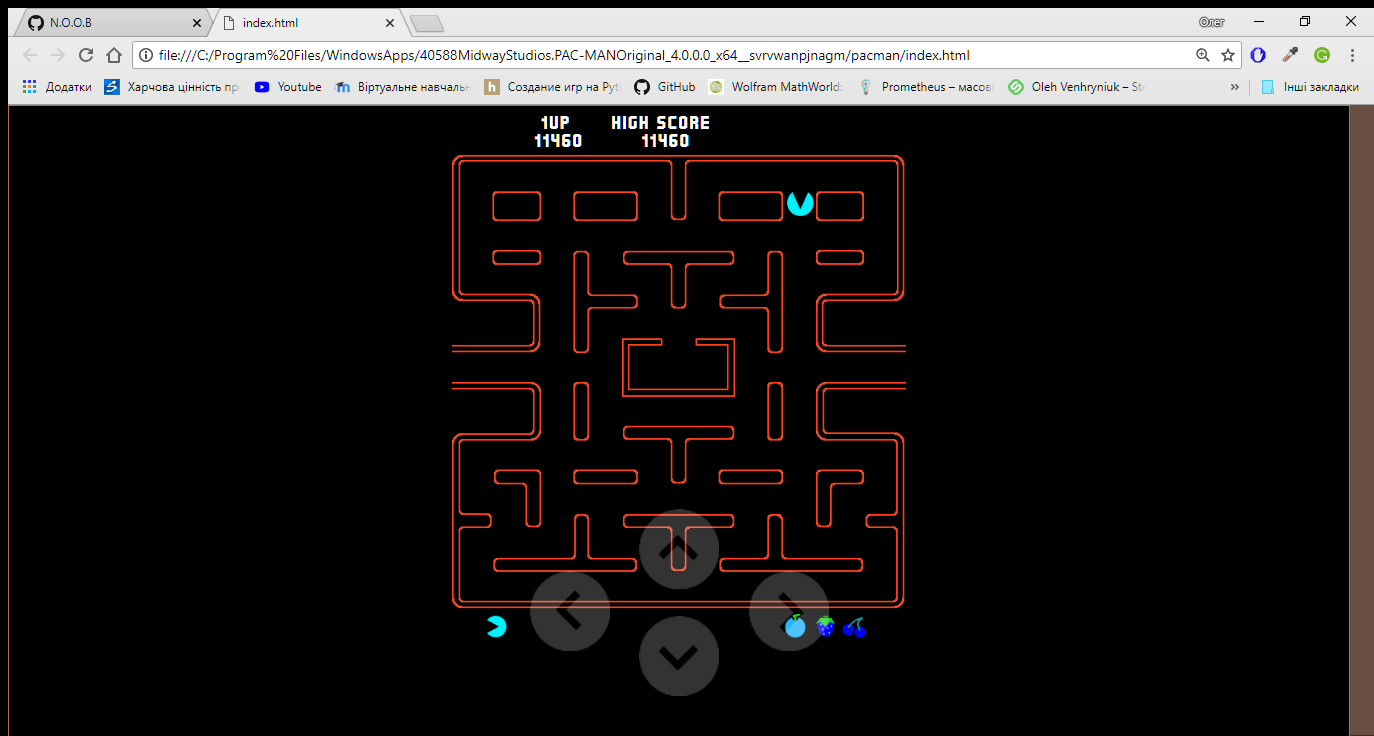 N.O.O.B
index.html
Олег
file:///C:/Program%20Files/WindowsApps/40588MidwayStudios.PAC-MANOriginal_4.0.0.0_x64__svrvwanpjnagm/pacman/index.html
Додатки
Харчова цінність про
Youtube
Віртуальне навчальн
Создание игр на Pyt
GitHub
Wolfram MathWorld:
Prometheus – масові
Oleh Venhryniuk – St
»
Інші закладки
1UP HIGH SCORE
11460 11460